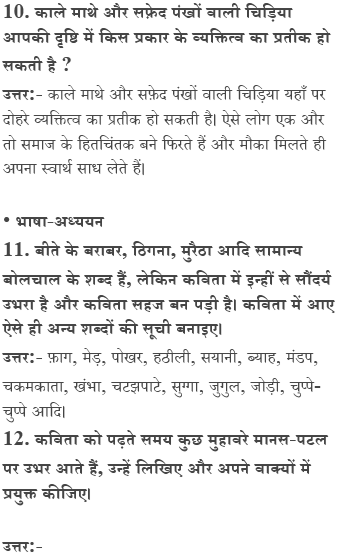 10. काले माथे और सफ़ेद पंखों वाली चिड़िया
आपकी दृष्टि में किस प्रकार के व्यक्तित्व का प्रतीक हो
सकती है ?
उत्तर:- काले माथे और सफ़ेद पंखों वाली चिड़िया यहाँ पर
दोहरे व्यक्तित्व का प्रतीक हो सकती है। ऐसे लोग एक और
तो समाज के हितचिंतक बने फिरते हैं और मौका मिलते ही
अपना स्वार्थ साध लेते हैं।
• भाषा-अध्ययन
11. बीते के बराबर, ठिगना, मुरैठा आदि सामान्य
बोलचाल के शब्द हैं, लेकिन कविता में इन्हीं से सौंदर्य
उभरा है और कविता सहज बन पड़ी है। कविता में आए
ऐसे ही अन्य शब्दों की सूची बनाइए।
उत्तर:- फ़ाग, मेड़, पोखर, हठीली, सयानी, ब्याह, मंडप,
चकमकाता, खंभा, चटझपाटे, सुग्गा, जुगुल, जोड़ी, चुप्पे-
चुप्पे आदि।
12. कविता को पढ़ते समय कुछ मुहावरे मानस-पटल
पर उभर आते हैं, उन्हें लिखिए और अपने वाक्यों में
प्रयुक्त कीजिए।
उत्तर:-